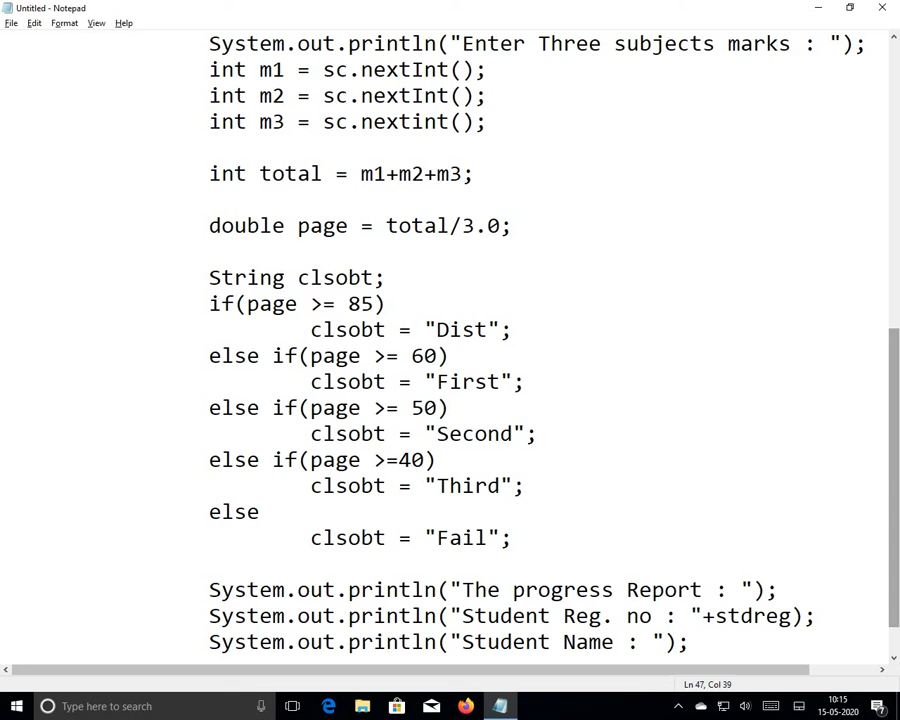 Untitled - Notepad
File Edit Format View Help
System.out.println("Enter Three subjects marks : ");
int m1 = sc.nextInt();
int m2 = sc.nextInt();
int m3 = sc.nextint();
int total = m1+m2+m3;
double page = total/3.0;
String clsobt;
if(page >= 85)
clsobt = "Dist";
else if(page >= 60)
clsobt = "First";
else if(page >= 50)
clsobt = "Second";
else if(page >=40)
clsobt = "Third";
else
clsobt = "Fail";
System.out.println("The progress Report : ");
System.out.println("Student Reg. no : "+stdreg);
System.out.println("Student Name : ");
Ln 47, Col 39
Type here to search
10:15
15-05-2020
7